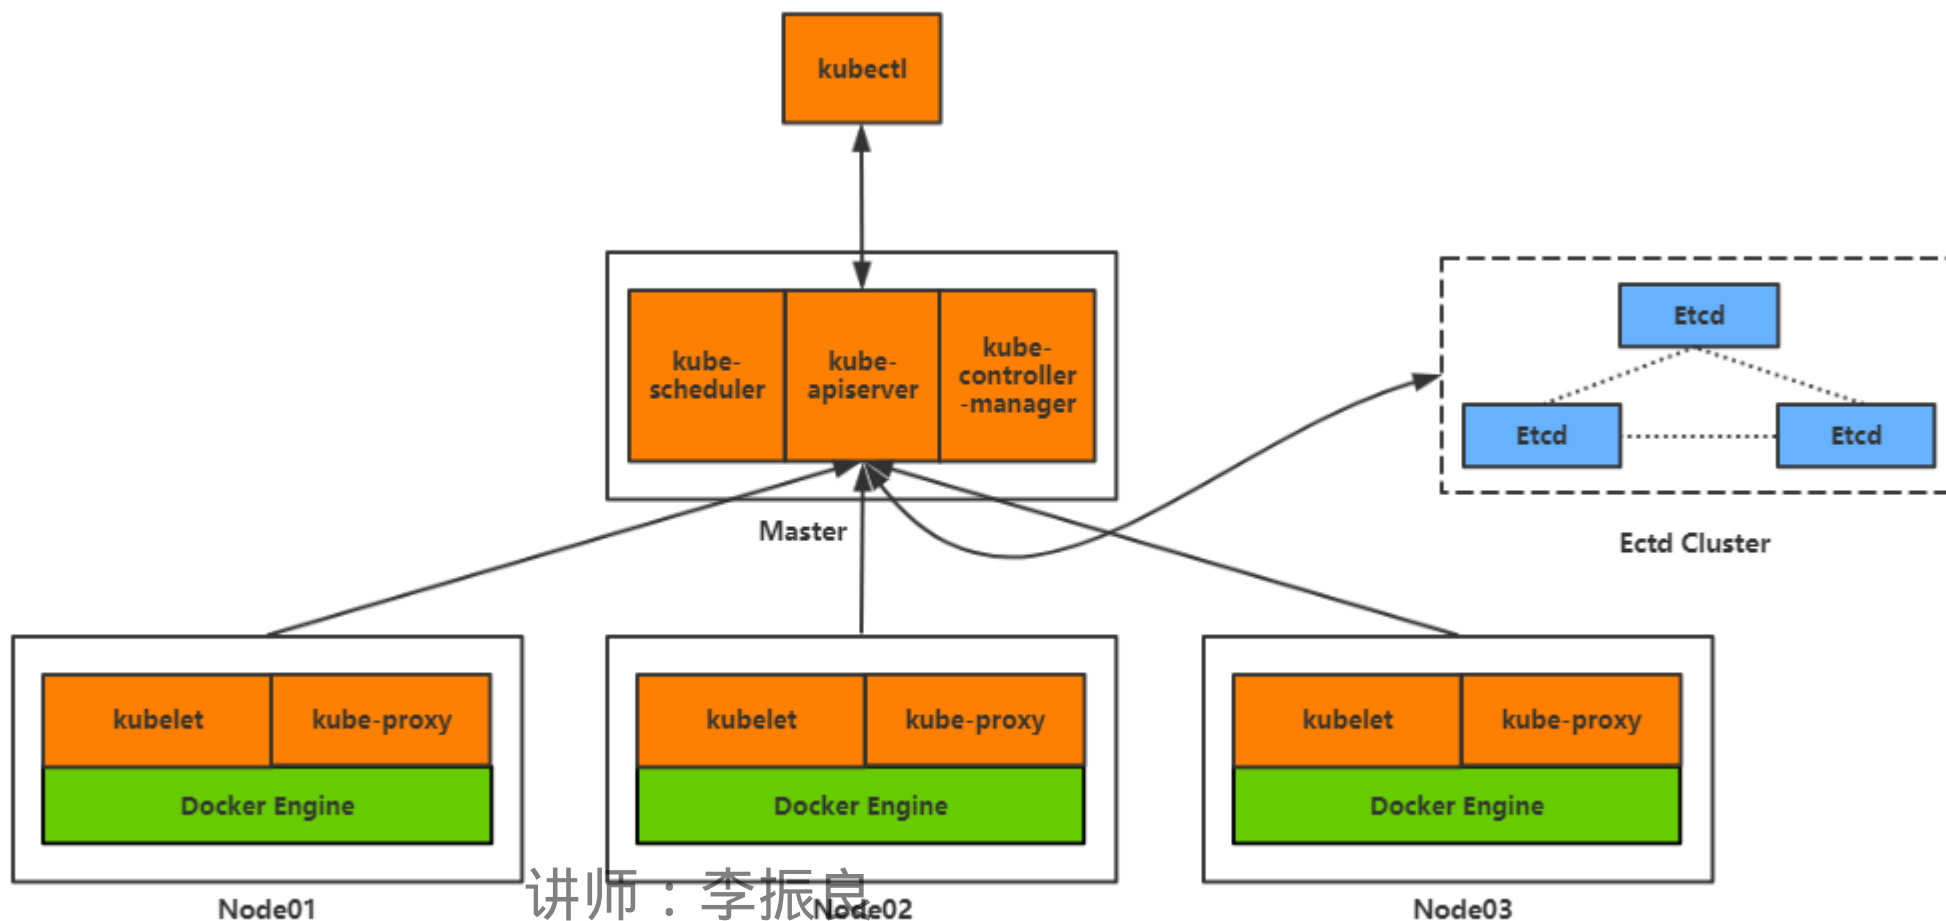 kubectl
kube-
scheduler
kube-
apiserver
kube-
controller
-manager
Master
Etcd
Etcd
Etcd
Ectd Cluster
kubelet
kube-proxy
Docker Engine
Node01
kubelet
kube-proxy
Docker Engine
Node02
kubelet
kube-proxy
Docker Engine
Node03
讲师：李振良